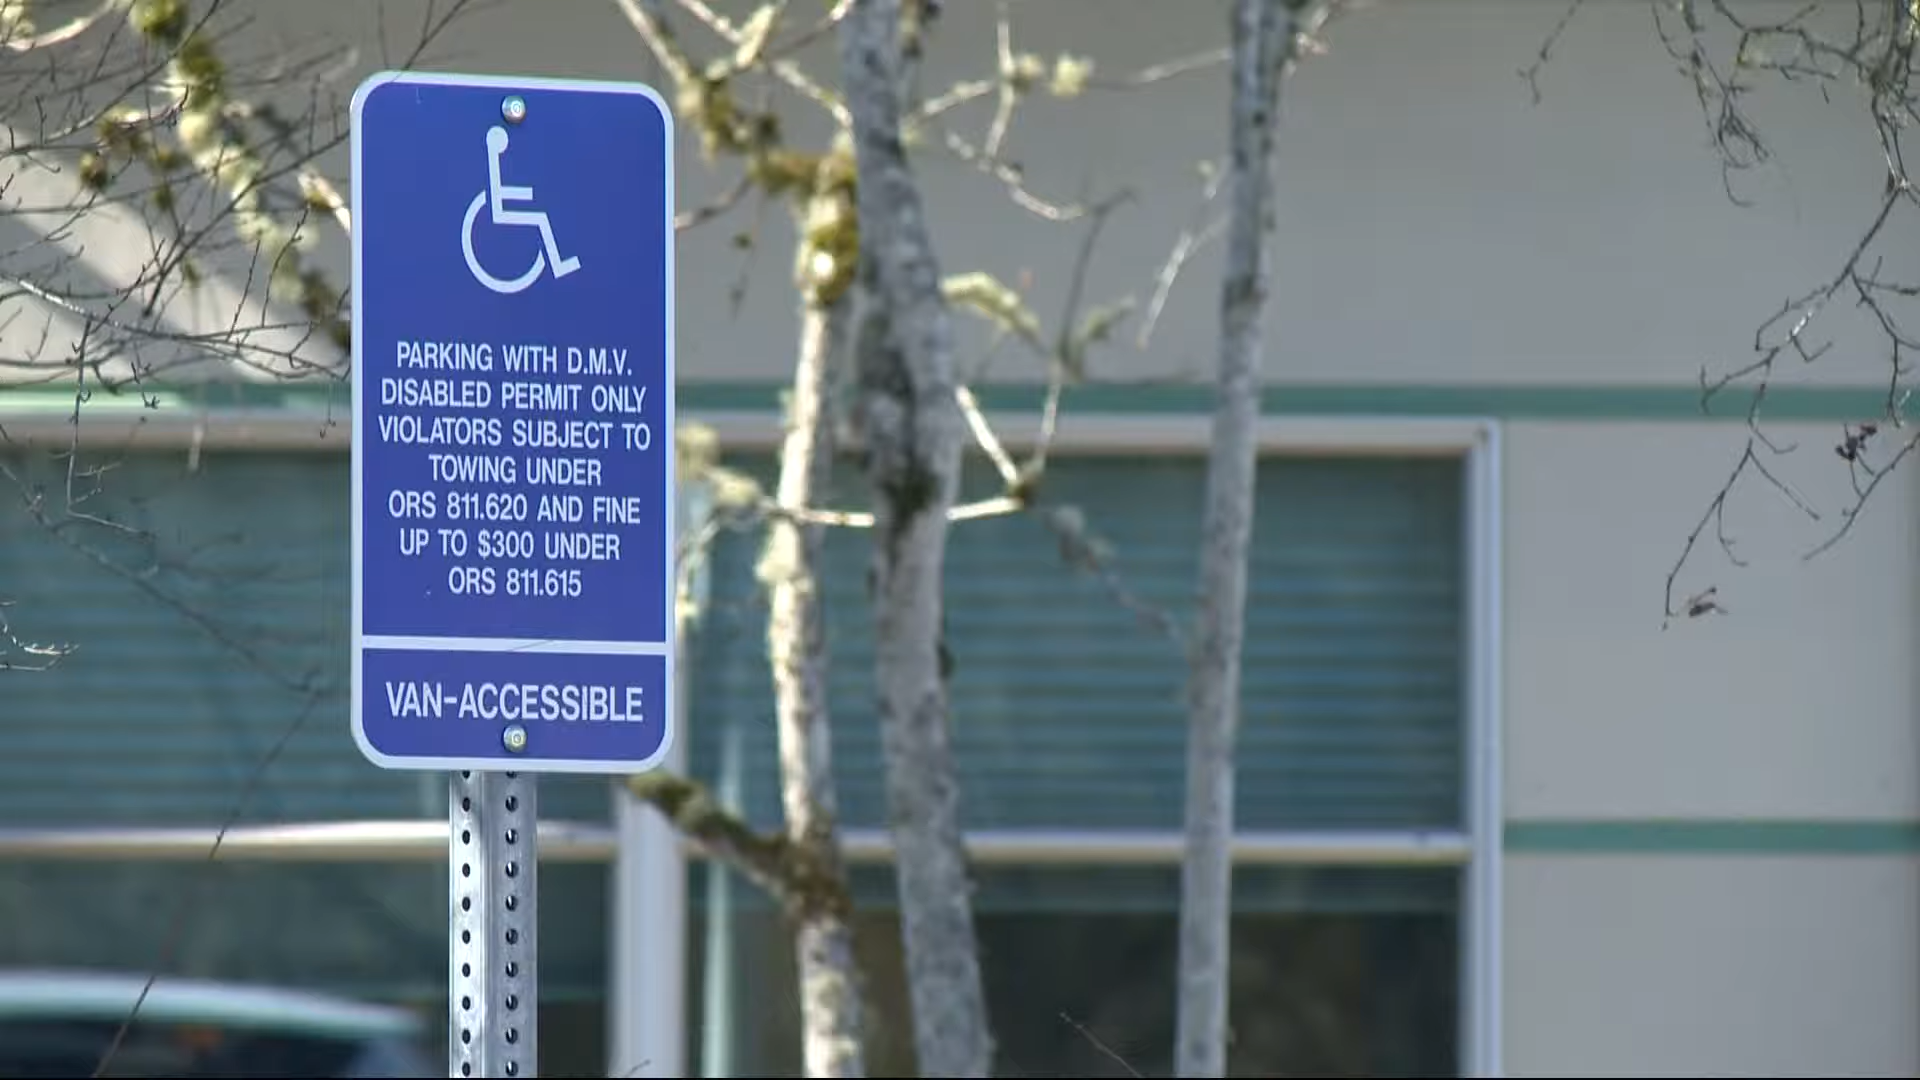 PARKING WITH D.M.V.
DISABLED PERMIT ONLY
VIOLATORS SUBJECT TO
TOWING UNDER
ORS 811.620 AND FINE
UP TO $300 UNDER
ORS 811.615
VAN-ACCESSIBLE